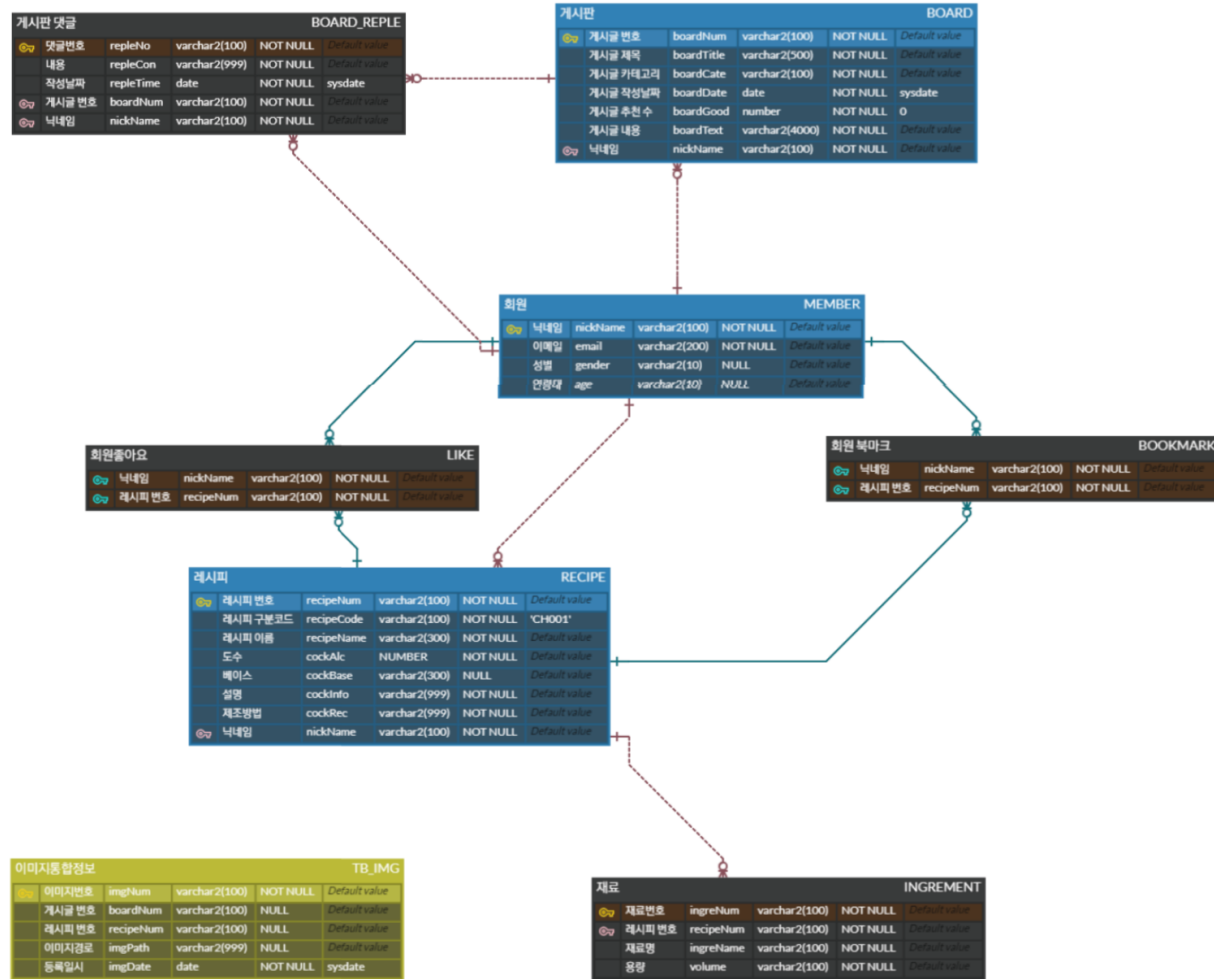 게시판 댓글 BOARD_REPLE
댓글번호 repleNo varchar2(100) NOT NULL Default value
내용 repleCon varchar2(999) NOT NULL Default value
작성날짜 repleTime date NOT NULL sysdate
게시글 번호 boardNum varchar2(100) NOT NULL Default value
닉네임 nickName varchar2(100) NOT NULL Default value
게시판 BOARD
게시글 번호 boardNum varchar2(100) NOT NULL Default value
게시글 제목 boardTitle varchar2(500) NOT NULL Default value
게시글 카테고리 boardCate varchar2(100) NOT NULL Default value
게시글 작성날짜 boardDate date NOT NULL sysdate
게시글 추천 수 boardGood number NOT NULL 0
게시글 내용 boardText varchar2(4000) NOT NULL Default value
닉네임 nickName varchar2(100) NOT NULL Default value
회원 MEMBER
닉네임 nickName varchar2(100) NOT NULL Default value
이메일 email varchar2(200) NOT NULL Default value
성별 gender varchar2(10) NULL Default value
연령대 age varchar2(10) NULL Default value
회원좋아요 LIKE
닉네임 nickName varchar2(100) NOT NULL Default value
레시피 번호 recipeNum varchar2(100) NOT NULL Default value
회원 북마크 BOOKMARK
닉네임 nickName varchar2(100) NOT NULL Default value
레시피 번호 recipeNum varchar2(100) NOT NULL Default value
레시피 RECIPE
레시피 번호 recipeNum varchar2(100) NOT NULL Default value
레시피 구분코드 recipeCode varchar2(100) NOT NULL 'CH001'
레시피 이름 recipeName varchar2(300) NOT NULL Default value
도수 cockAlc NUMBER NOT NULL Default value
베이스 cockBase varchar2(300) NULL Default value
설명 cockInfo varchar2(999) NOT NULL Default value
제조방법 cockRec varchar2(999) NOT NULL Default value
닉네임 nickName varchar2(100) NOT NULL Default value
이미지통합정보 TB_IMG
이미지번호 imgNum varchar2(100) NOT NULL Default value
게시글 번호 boardNum varchar2(100) NULL Default value
레시피 번호 recipeNum varchar2(100) NULL Default value
이미지경로 imgPath varchar2(999) NOT NULL Default value
등록일시 imgDate date NOT NULL sysdate
재료 INGREMENT
재료번호 ingreNum varchar2(100) NOT NULL Default value
레시피 번호 recipeNum varchar2(100) NOT NULL Default value
재료명 ingreName varchar2(100) NOT NULL Default value
용량 volume varchar2(100) NOT NULL Default value